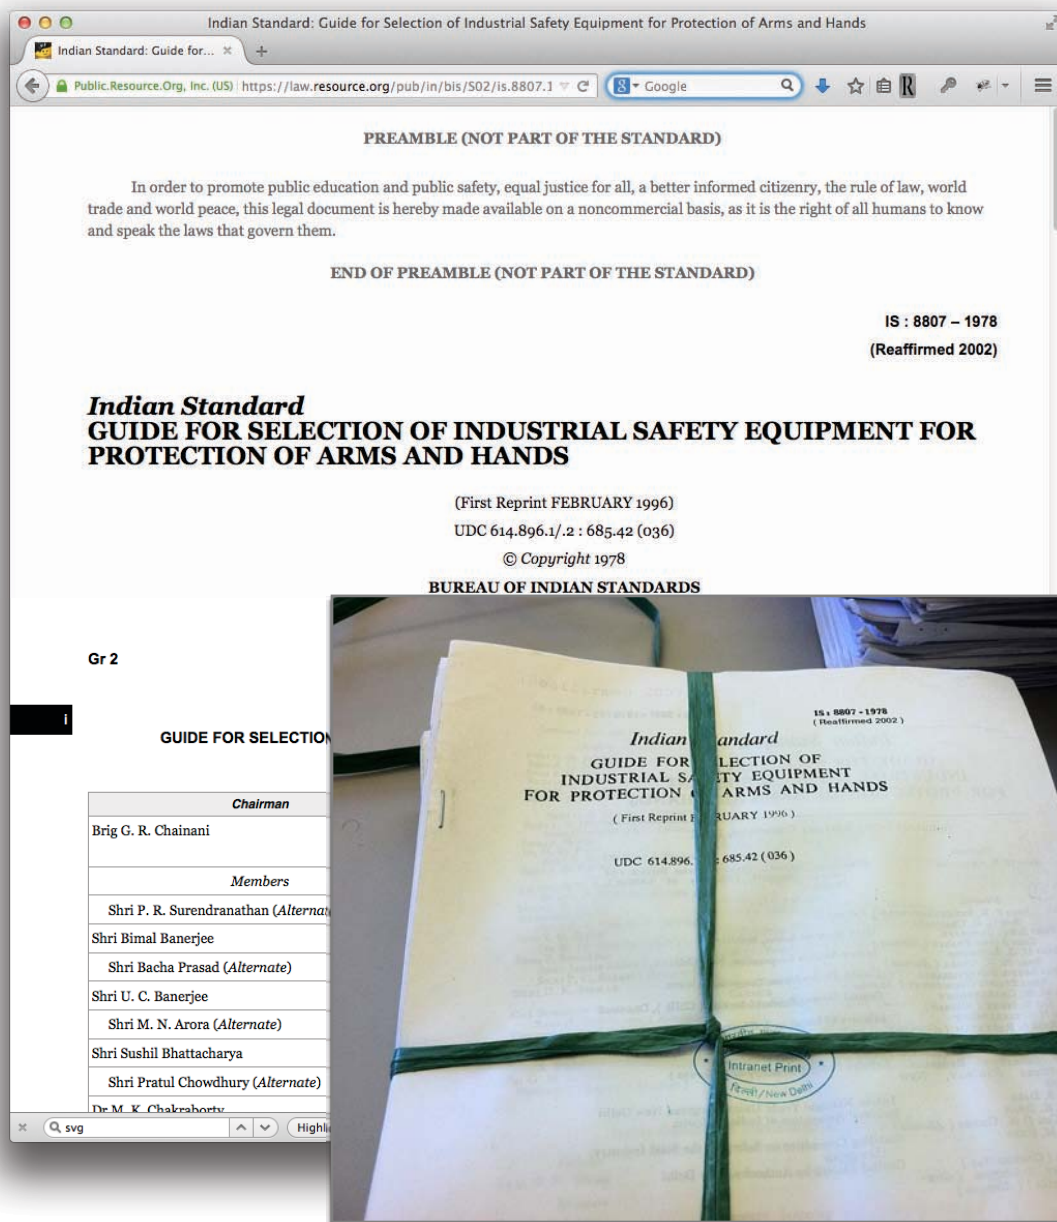 Indian Standard: Guide for Selection of Industrial Safety Equipment for Protection of Arms and Hands
Indian Standard: Guide for...
Public.Resource.Org, Inc. (US) https://law.resource.org/pub/in/bis/S02/is.8807.1
Google
PREAMBLE (NOT PART OF THE STANDARD)
In order to promote public education and public safety, equal justice for all, a better informed citizenry, the rule of law, world
trade and world peace, this legal document is hereby made available on a noncommercial basis, as it is the right of all humans to know
and speak the laws that govern them.
END OF PREAMBLE (NOT PART OF THE STANDARD)
IS : 8807 – 1978
(Reaffirmed 2002)
Indian Standard
GUIDE FOR SELECTION OF INDUSTRIAL SAFETY EQUIPMENT FOR
PROTECTION OF ARMS AND HANDS
(First Reprint FEBRUARY 1996)
UDC 614.896.1/.2 : 685.42 (036)
© Copyright 1978
BUREAU OF INDIAN STANDARDS
Gr 2
i
GUIDE FOR SELECTION
Chairman
Brig G. R. Chainani
Members
Shri P. R. Surendranathan (Alternat
Shri Bimal Banerjee
Shri Bacha Prasad (Alternate)
Shri U. C. Banerjee
Shri M. N. Arora (Alternate)
Shri Sushil Bhattacharya
Shri Pratul Chowdhury (Alternate)
Dr M. K. Chakraborty
svg
Highli
IS : 8807 - 1978
( Reaffirmed 2002 )
Indian andard
GUIDE FOR LECTION OF
INDUSTRIAL SA TY EQUIPMENT
FOR PROTECTION ARMS AND HANDS
( First Reprint RUARY 1996 )
UDC 614.896. : 685.42 ( 036 )
Intranet Print
दिल्ली / New Delhi